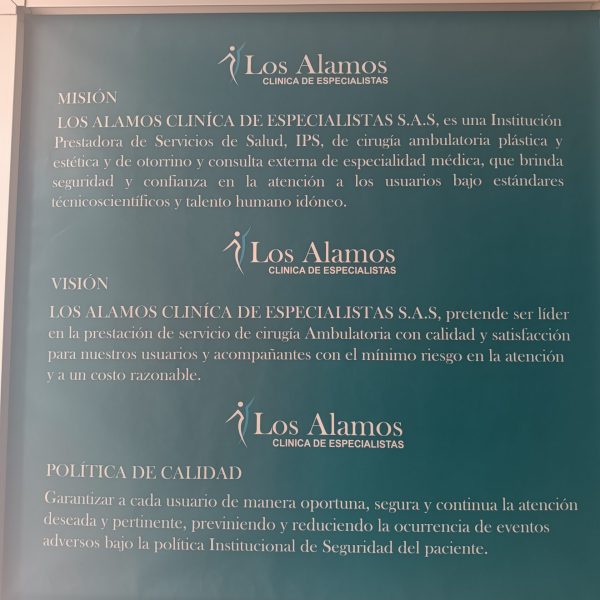 Los Alamos
CLINICA DE ESPECIALISTAS
MISIÓN
LOS ALAMOS CLINÍCA DE ESPECIALISTAS S.A.S, es una Institución
Prestadora de Servicios de Salud, IPS, de cirugía ambulatoria plástica y
estética y de otorrino y consulta externa de especialidad médica, que brinda
seguridad y confianza en la atención a los usuarios bajo estándares
técnicoscientíficos y talento humano idóneo.
Los Alamos
CLINICA DE ESPECIALISTAS
VISIÓN
LOS ALAMOS CLINÍCA DE ESPECIALISTAS S.A.S, pretende ser líder
en la prestación de servicio de cirugía Ambulatoria con calidad y satisfacción
para nuestros usuarios y acompañantes con el mínimo riesgo en la atención
y a un costo razonable.
Los Alamos
CLINICA DE ESPECIALISTAS
POLÍTICA DE CALIDAD
Garantizar a cada usuario de manera oportuna, segura y continua la atención
deseada y pertinente, previniendo y reduciendo la ocurrencia de eventos
adversos bajo la política Institucional de Seguridad del paciente.